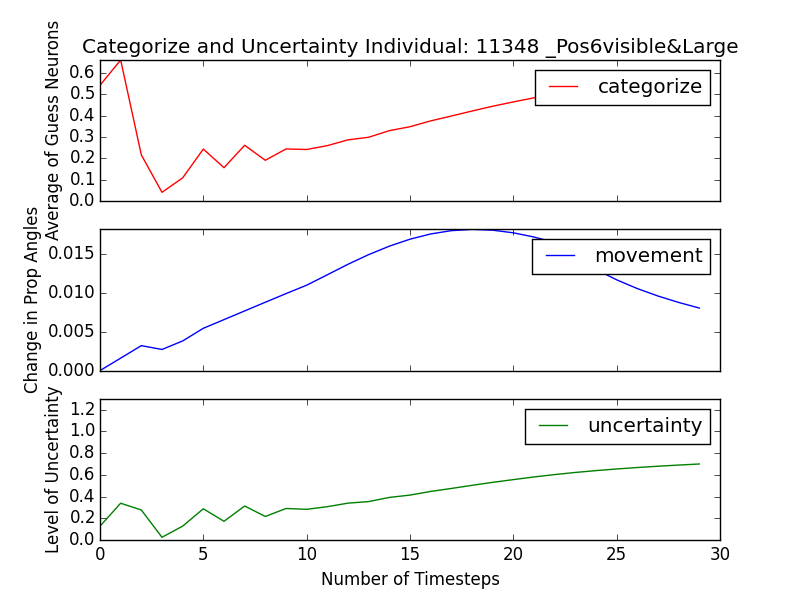 Categorize and Uncertainty Individual: 11348 _Pos6visible&Large
Average of Guess Neurons
0.6
0.5
0.4
0.3
0.2
0.1
0.0
categorize
Change in Prop Angles
0.015
0.010
0.005
0.000
movement
Level of Uncertainty
1.2
1.0
0.8
0.6
0.4
0.2
0.0
uncertainty
0 5 10 15 20 25 30
Number of Timesteps